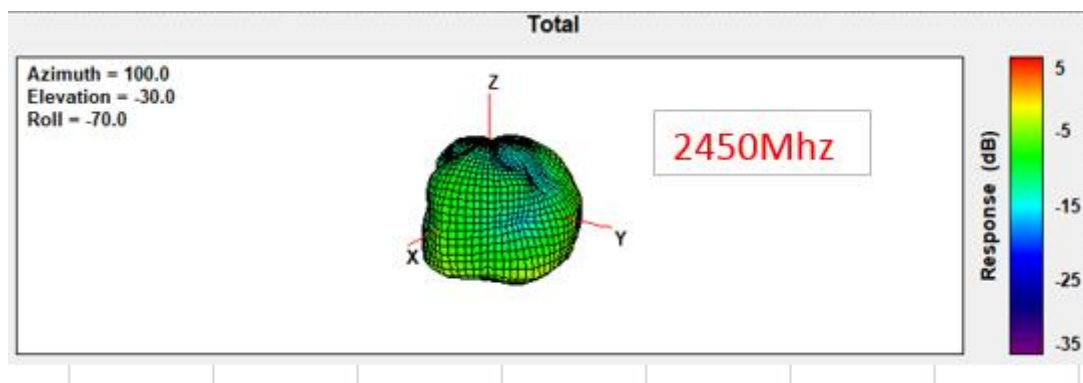 Total
Azimuth = 100.0
Elevation = -30.0
Roll = -70.0
Z
2450Mhz
Y
X
Response (dB)
5
-5
-15
-25
-35